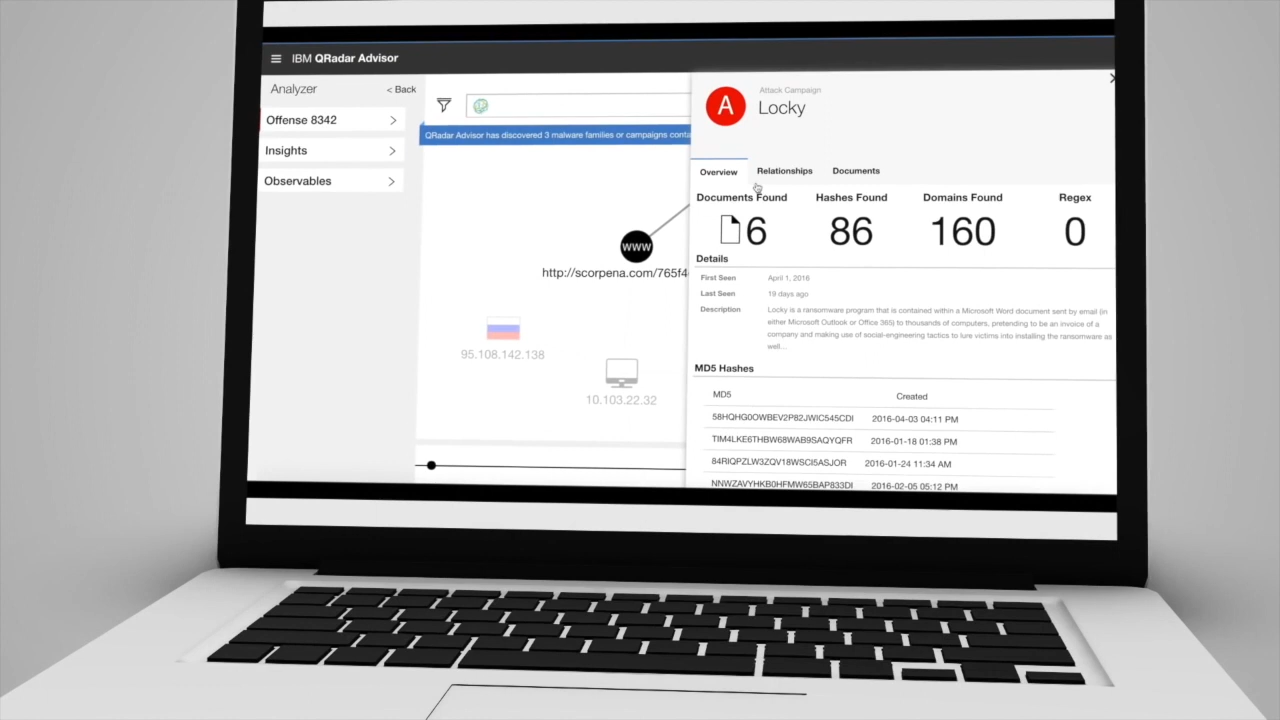 IBM QRadar Advisor
Analyzer
< Back
Offense 8342
Insights
Observables
QRadar Advisor has discovered 3 malware families or campaigns conta
www
http://scorpena.com/765f4
95.108.142.138
10.103.22.32
A
Attack Campaign
Locky
Overview Relationships Documents
Documents Found Hashes Found Domains Found Regex
6 86 160 0
Details
First Seen April 1, 2016
Last Seen 19 days ago
Description Locky is a ransomware program that is contained within a Microsoft Word document sent by email (in
either Microsoft Outlook or Office 365) to thousands of computers, pretending to be an invoice of a
company and making use of social-engineering tactics to lure victims into installing the ransomware as
well...
MD5 Hashes
MD5 Created
58HQHG0OWBEV2P82JWIC545CDI 2016-04-03 04:11 PM
TIM4LKE6THBW68WAB9SAQYQFR 2016-01-18 01:38 PM
84RIQPZLW3ZQV18WSCI5ASJOR 2016-01-24 11:34 AM
NNWZAVYHKB0HFMW65BAP833DI 2016-02-05 05:12 PM